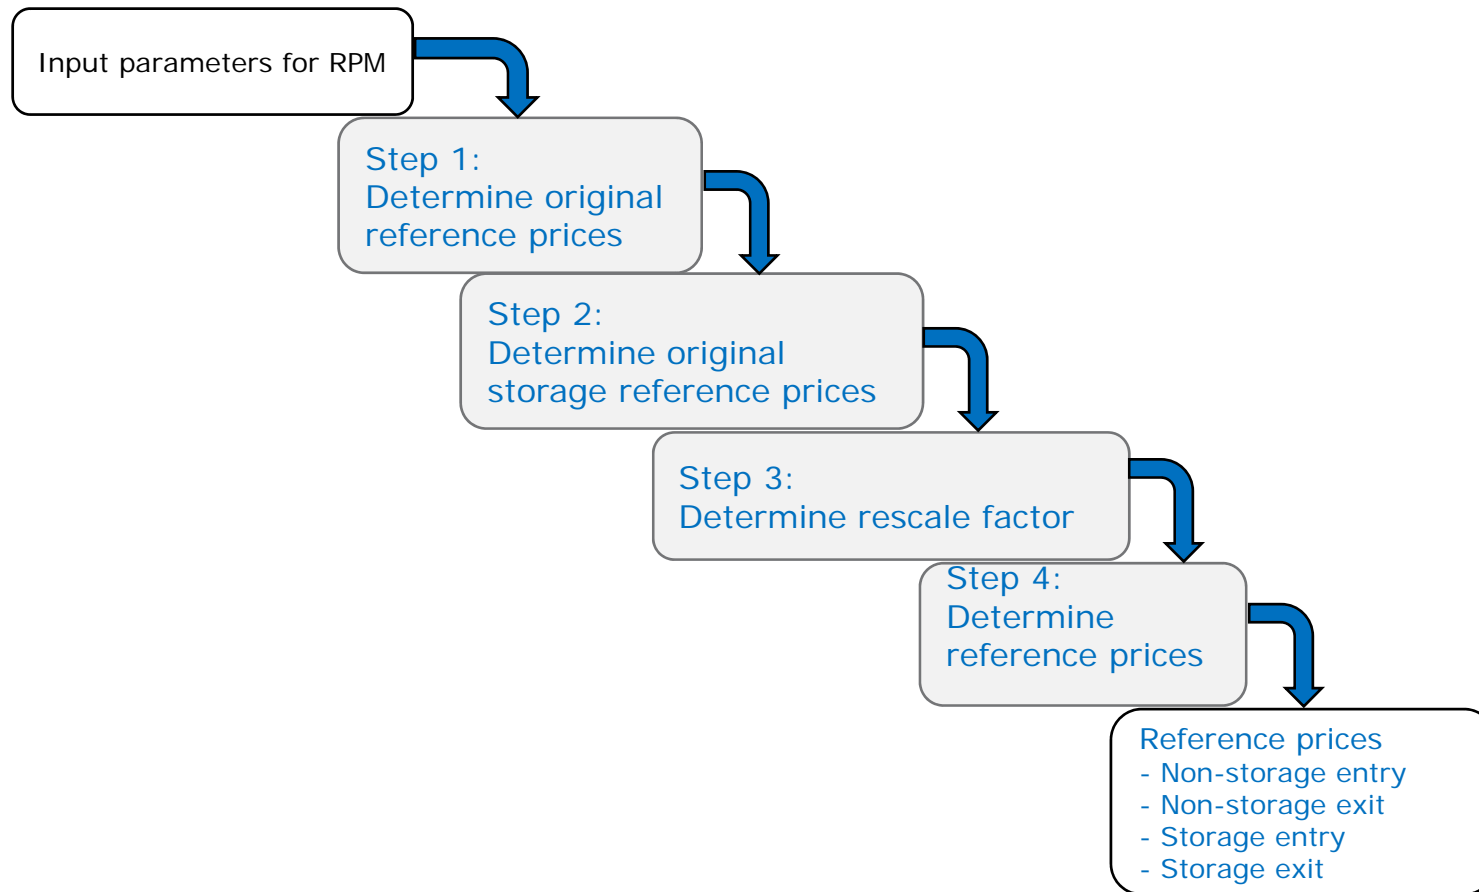 Input parameters for RPM
Step 1:
Determine original
reference prices
Step 2:
Determine original
storage reference prices
Step 3:
Determine rescale factor
Step 4:
Determine
reference prices
Reference prices
- Non-storage entry
- Non-storage exit
- Storage entry
- Storage exit